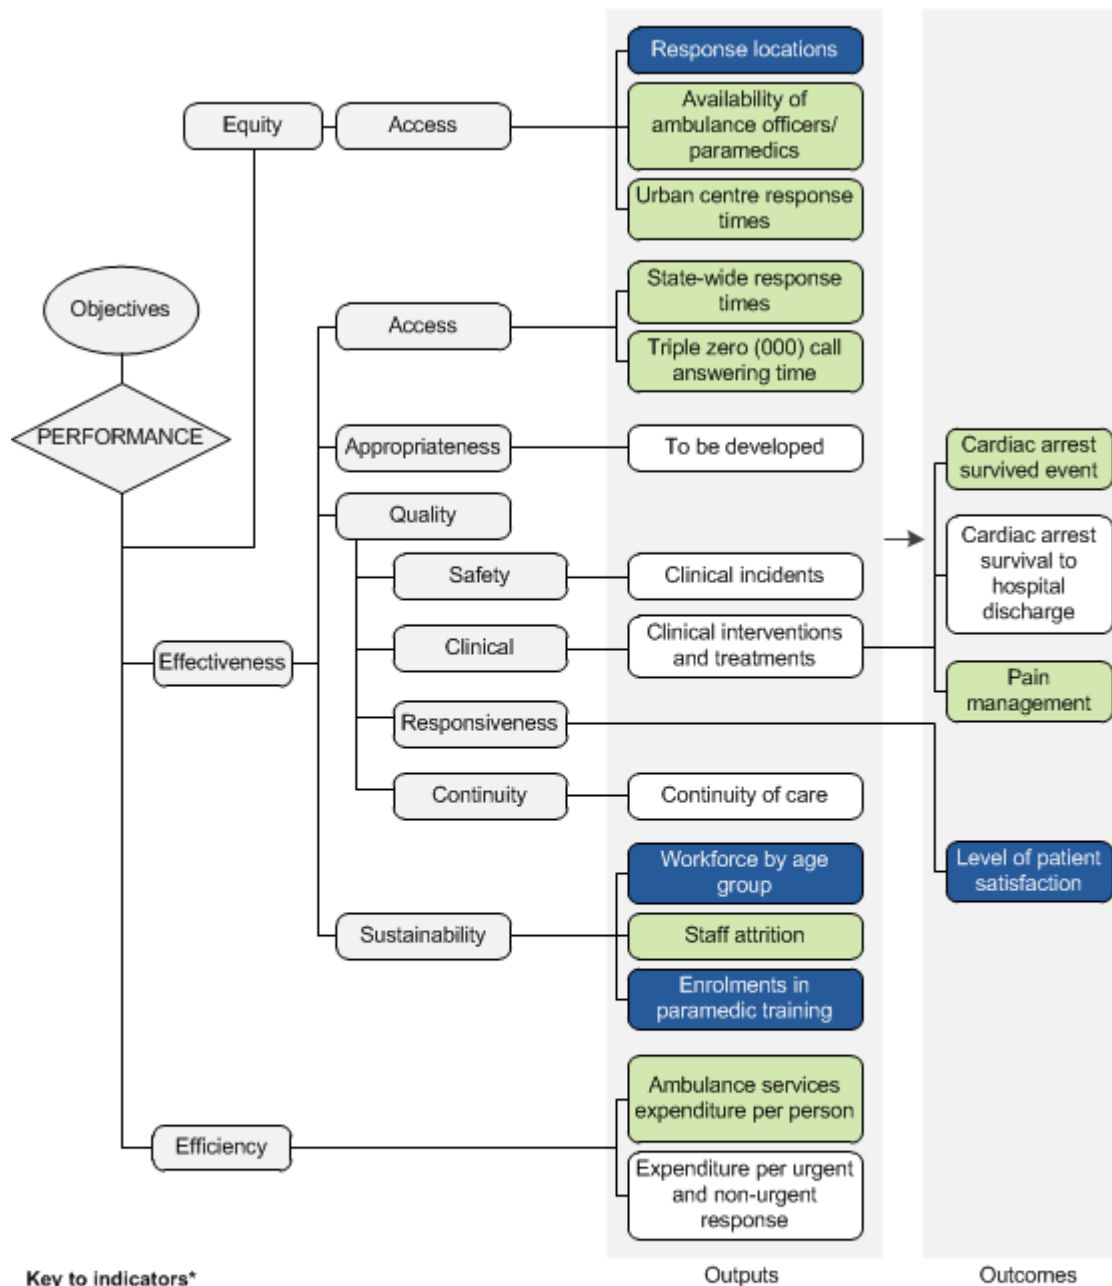 Response locations
Equity
Access
Availability of
ambulance officers/
paramedics
Urban centre response
times
Objectives
PERFORMANCE
Access
State-wide response
times
Triple zero (000) call
answering time
Appropriateness
To be developed
Quality
Safety
Clinical incidents
Effectiveness
Clinical
Clinical interventions
and treatments
Cardiac arrest
survived event
Cardiac arrest
survival to
hospital
discharge
Pain
management
Responsiveness
Continuity
Continuity of care
Level of patient
satisfaction
Sustainability
Workforce by age
group
Staff attrition
Enrolments in
paramedic training
Efficiency
Ambulance services
expenditure per person
Expenditure per urgent
and non-urgent
response
Key to indicators*
Outputs
Outcomes